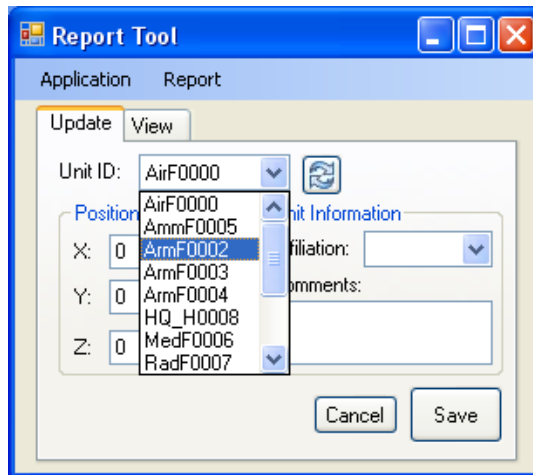 Report Tool
Application Report
Update View
Unit ID: AirF0000
AirF0000
AmmF0005
ArmF0002
ArmF0003
ArmF0004
HQ_H0008
MedF0006
RadF0007
Position
X: 0
Y: 0
Z: 0
nit Information
filiation:
omments:
Cancel Save